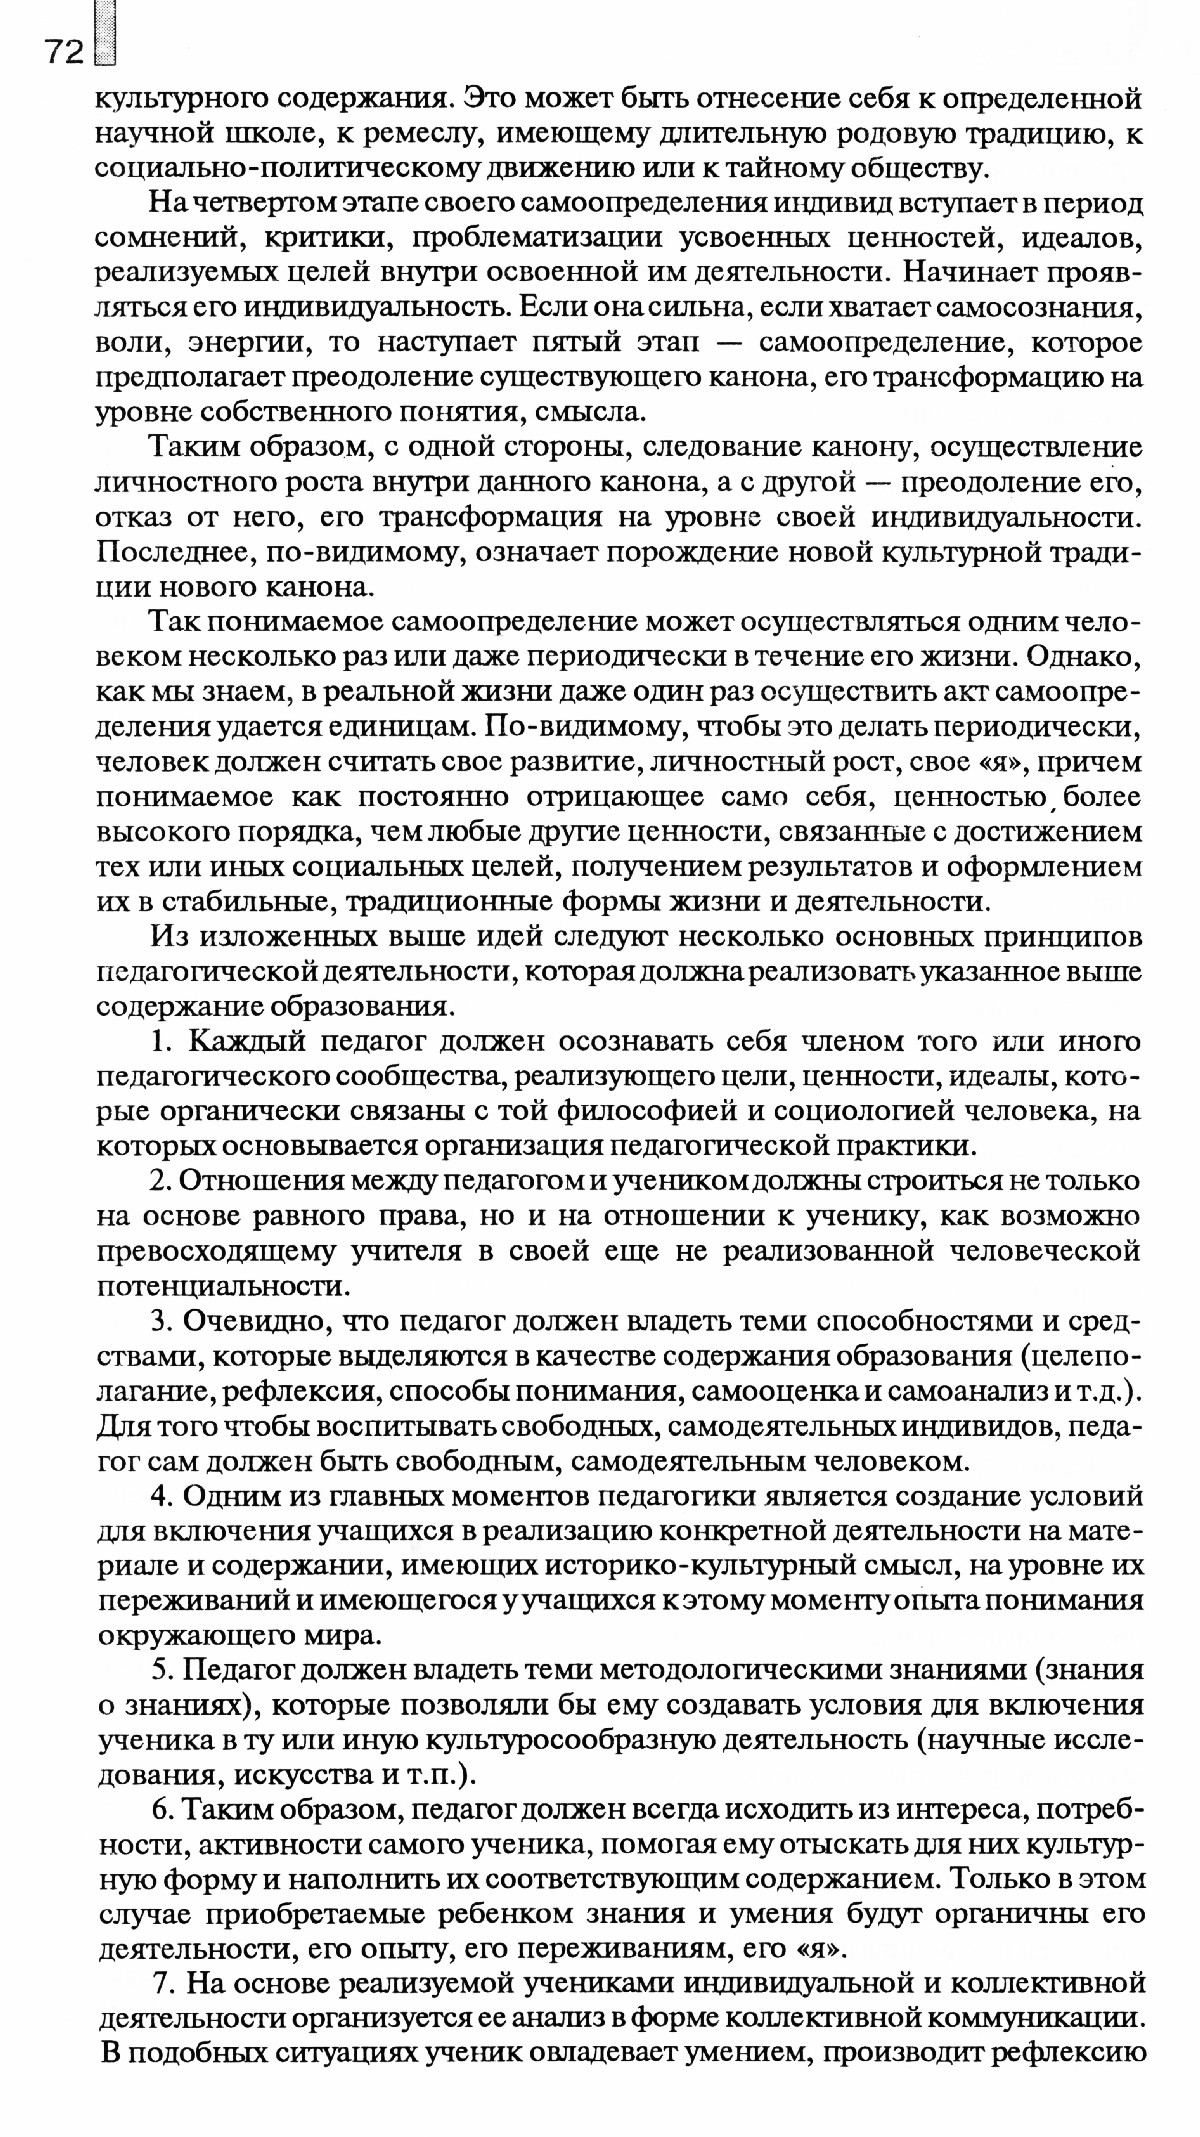 72
культурного содержания. Это может быть отнесение себя к определенной
научной школе, к ремеслу, имеющему длительную родовую традицию, к
социально-политическому движению или к тайному обществу.
На четвертом этапе своего самоопределения индивид вступает в период
сомнений, критики, проблематизации усвоенных ценностей, идеалов,
реализуемых целей внутри освоенной им деятельности. Начинает прояв-
ляться его индивидуальность. Если она сильна, если хватает самосознания,
воли, энергии, то наступает пятый этап — самоопределение, которое
предполагает преодоление существующего канона, его трансформацию на
уровне собственного понятия, смысла.
Таким образом, с одной стороны, следование канону, осуществление
личностного роста внутри данного канона, а с другой — преодоление его,
отказ от него, его трансформация на уровне своей индивидуальности.
Последнее, по-видимому, означает порождение новой культурной тради-
ции нового канона.
Так понимаемое самоопределение может осуществляться одним чело-
веком несколько раз или даже периодически в течение его жизни. Однако,
как мы знаем, в реальной жизни даже один раз осуществить акт самоопре-
деления удается единицам. По-видимому, чтобы это делать периодически,
человек должен считать свое развитие, личностный рост, свое «я», причем
понимаемое как постоянно отрицающее само себя, ценностью, более
высокого порядка, чем любые другие ценности, связанные с достижением
тех или иных социальных целей, получением результатов и оформлением
их в стабильные, традиционные формы жизни и деятельности.
Из изложенных выше идей следуют несколько основных принципов
педагогической деятельности, которая должна реализовать указанное выше
содержание образования.
1. Каждый педагог должен осознавать себя членом того или иного
педагогического сообщества, реализующего цели, ценности, идеалы, кото-
рые органически связаны с той философией и социологией человека, на
которых основывается организация педагогической практики.
2. Отношения между педагогом и учеником должны строиться не только
на основе равного права, но и на отношении к ученику, как возможно
превосходящему учителя в своей еще не реализованной человеческой
потенциальности.
3. Очевидно, что педагог должен владеть теми способностями и сред-
ствами, которые выделяются в качестве содержания образования (целепо-
лагание, рефлексия, способы понимания, самооценка и самоанализ и т.д.).
Для того чтобы воспитывать свободных, самодеятельных индивидов, педа-
гог сам должен быть свободным, самодеятельным человеком.
4. Одним из главных моментов педагогики является создание условий
для включения учащихся в реализацию конкретной деятельности на мате-
риале и содержании, имеющих историко-культурный смысл, на уровне их
переживаний и имеющегося у учащихся к этому моменту опыта понимания
окружающего мира.
5. Педагог должен владеть теми методологическими знаниями (знания
о знаниях), которые позволяли бы ему создавать условия для включения
ученика в ту или иную культуросообразную деятельность (научные иссле-
дования, искусства и т.п.).
6. Таким образом, педагог должен всегда исходить из интереса, потреб-
ности, активности самого ученика, помогая ему отыскать для них культур-
ную форму и наполнить их соответствующим содержанием. Только в этом
случае приобретаемые ребенком знания и умения будут органичны его
деятельности, его опыту, его переживаниям, его «я».
7. На основе реализуемой учениками индивидуальной и коллективной
деятельности организуется ее анализ в форме коллективной коммуникации.
В подобных ситуациях ученик овладевает умением, производит рефлексию